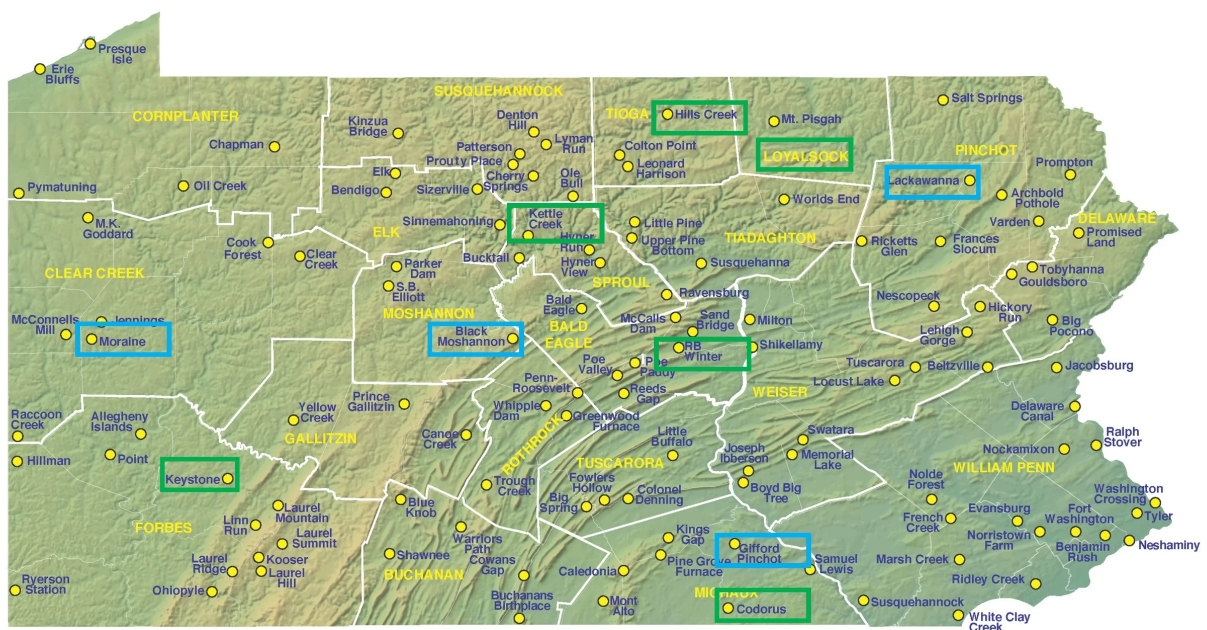 Presque
Isle
Erie
Bluffs
SUSQUEHANNOCK
Salt Springs
CORNPLANTER
Denton
Hill
TIOGA
Hills Creek
Mt. Pisgah
Kinzua
Bridge
Lyman
Run
Chapman
Patterson
Colton Point
LOYALSOCK
PINCHOT
Prouty Place
Leonard
Harrison
Prompton
Elk
Cherry
Springs
Ole
Bull
Lackawanna
Pymatuning
Oil Creek
Bendigo
Sizerville
Worlds End
Archbold
Pothole
M.K.
Goddard
Sinnemahoning
Kettle
Creek
Little Pine
Varden
DELAWARE
ELK
Hyner
Run
Upper Pine
Bottom
TIADAGHTON
Ricketts
Glen
Frances
Slocum
Promised
Land
Cook
Forest
Clear
Creek
Bucktail
Hyner
View
Susquehanna
Tobyhanna
Gouldsboro
CLEAR CREEK
Parker
Dam
SPROUL
S.B.
Elliott
Ravensburg
Nescopeck
Hickory
Run
MOSHANNON
Bald
Eagle
McConnells
Mill
Jennings
McCalls
Dam
Sand
Bridge
Milton
Big
Pocono
Moraine
Black
Moshannon
BALD
EAGLE
RB
Winter
Shikellamy
Lehigh
Gorge
Poe
Valley
Poe
Paddy
Tuscarora
Beltzville
Jacobsburg
Penn-
Roosevelt
Reeds
Gap
WEISER
Locust Lake
Prince
Gallitzin
Whipple
Dam
Greenwood
Furnace
Delaware
Canal
Raccoon
Creek
Allegheny
Islands
Yellow
Creek
Canoe
Creek
ROTHROCK
Little
Buffalo
Swatara
Ralph
Stover
GALLITZIN
Hillman
Point
TUSCARORA
Joseph
Ibberson
Memorial
Lake
Nockamixon
Keystone
Trough
Creek
Fowlers
Hollow
Boyd Big
Tree
WILLIAM PENN
Nolde
Forest
Blue
Knob
Big
Spring
Colonel
Denning
Washington
Crossing
Laurel
Mountain
FORBES
Linn
Run
French
Creek
Evansburg
Fort
Washington
Tyler
Laurel
Summit
Warriors
Path
Kings
Gap
Norristown
Farm
Benjamin
Rush
Neshaminy
Laurel
Ridge
Kooser
Shawnee
Cowans
Gap
Pine Grove
Furnace
Gifford
Pinchot
Samuel
Lewis
Marsh Creek
Laurel
Hill
BUCHANAN
Caledonia
Ridley Creek
Ryerson
Station
Ohiopyle
Buchanans
Birthplace
Mont
Alto
MICHAUX
Codorus
Susquehannock
White Clay
Creek